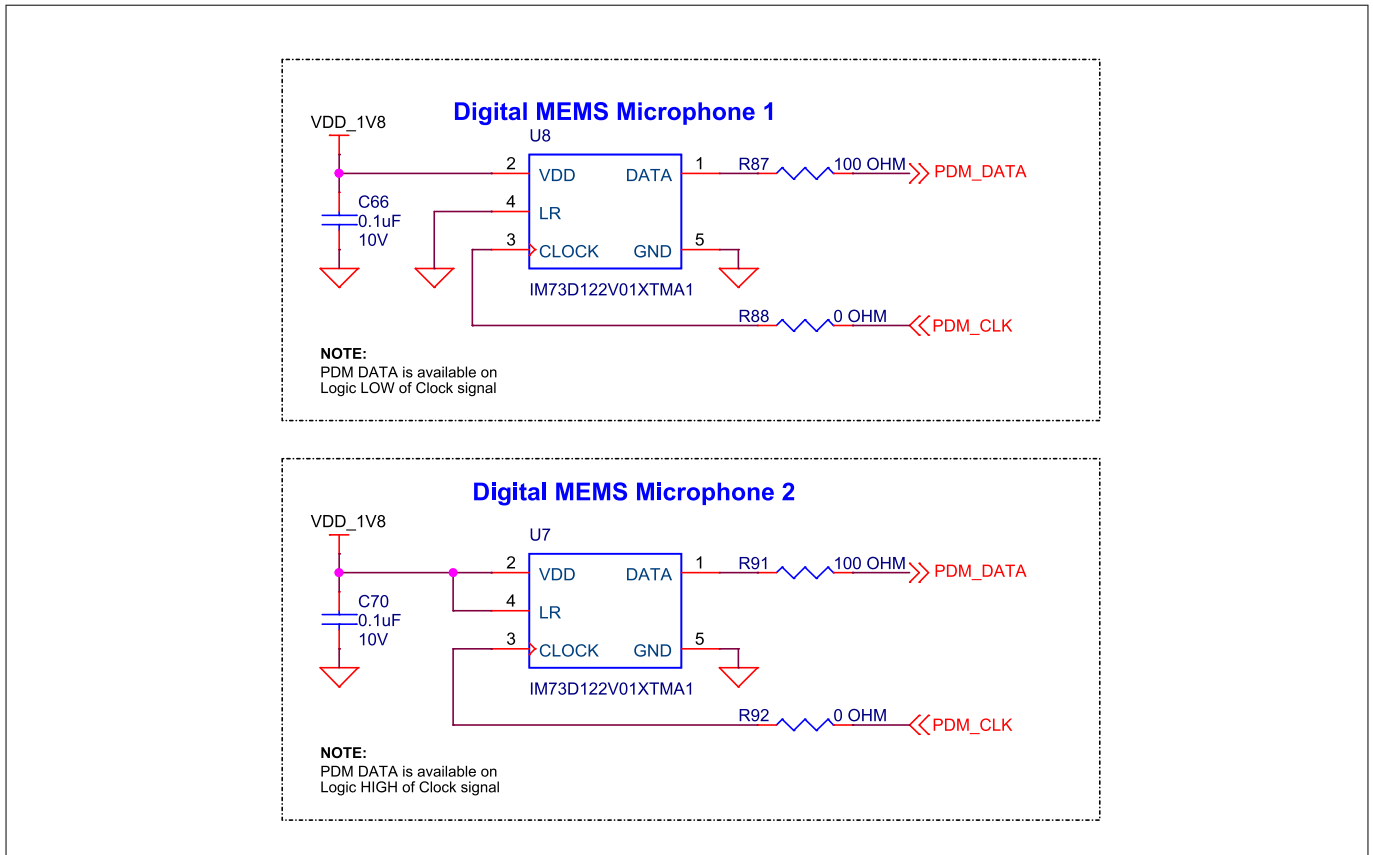 Digital MEMS Microphone 1
VDD_1V8
U8
2
VDD
DATA
1
R87
100 OHM
PDM_DATA
C66
0.1uF
10V
4
LR
3
CLOCK
GND
5
IM73D122V01XTMA1
R88
0 OHM
PDM_CLK
NOTE:
PDM DATA is available on
Logic LOW of Clock signal
Digital MEMS Microphone 2
VDD_1V8
U7
2
VDD
DATA
1
R91
100 OHM
PDM_DATA
C70
0.1uF
10V
4
LR
3
CLOCK
GND
5
IM73D122V01XTMA1
R92
0 OHM
PDM_CLK
NOTE:
PDM DATA is available on
Logic HIGH of Clock signal